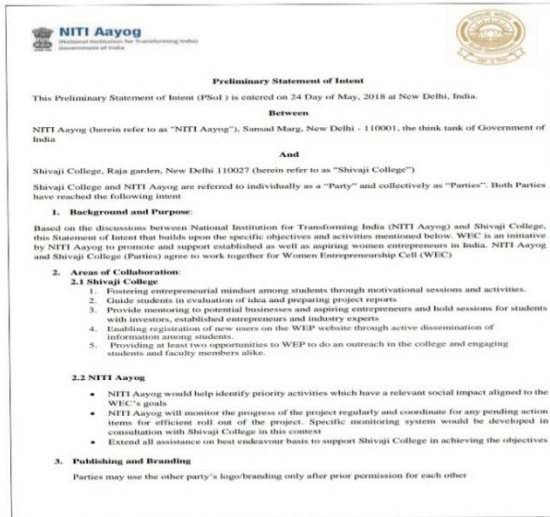 NITI Aayog
(National Institution for Transforming India)
Government of India
Preliminary Statement of Intent
This Preliminary Statement of Intent (PSoI ) is entered on 24 Day of May, 2018 at New Delhi, India.
Between
NITI Aayog (herein refer to as "NITI Aayog"), Sansad Marg, New Delhi - 110001, the think tank of Government of
India
And
Shivaji College, Raja garden, New Delhi 110027 (herein refer to as "Shivaji College")
Shivaji College and NITI Aayog are referred to individually as a "Party" and collectively as "Parties". Both Parties
have reached the following intent
1. Background and Purpose:
Based on the discussions between National Institution for Transforming India (NITI Aayog) and Shivaji College,
this Statement of Intent that builds upon the specific objectives and activities mentioned below. WEC is an initiative
by NITI Aayog to promote and support established as well as aspiring women entrepreneurs in India. NITI Aayog
and Shivaji College (Parties) agree to work together for Women Entrepreneurship Cell (WEC)
2. Areas of Collaboration:
2.1 Shivaji College
1. Fostering entrepreneurial mindset among students through motivational sessions and activities.
2. Guide students in evaluation of idea and preparing project reports
3. Provide mentoring to potential businesses and aspiring entrepreneurs and hold sessions for students
with investors, established entrepreneurs and industry experts
4. Enabling registration of new users on the WEP website through active dissemination of
information among students.
5. Providing at least two opportunities to WEP to do an outreach in the college and engaging
students and faculty members alike.
2.2 NITI Aayog
• NITI Aayog would help identify priority activities which have a relevant social impact aligned to the
WEC's goals
• NITI Aayog will monitor the progress of the project regularly and coordinate for any pending action
items for efficient roll out of the project. Specific monitoring system would be developed in
consultation with Shivaji College in this context
• Extend all assistance on best endeavour basis to support Shivaji College in achieving the objectives
3. Publishing and Branding
Parties may use the other party's logo/branding only after prior permission for each other